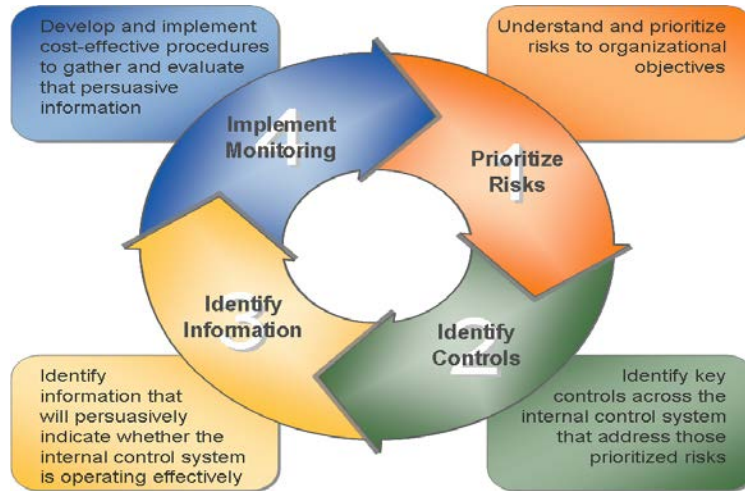 Develop and implement
cost-effective procedures
to gather and evaluate
that persuasive
information
Understand and prioritize
risks to organizational
objectives
4
Implement
Monitoring
1
Prioritize
Risks
3
Identify
Information
2
Identify
Controls
Identify
information that
will persuasively
indicate whether the
internal control system
is operating effectively
Identify key
controls across the
internal control system
that address those
prioritized risks